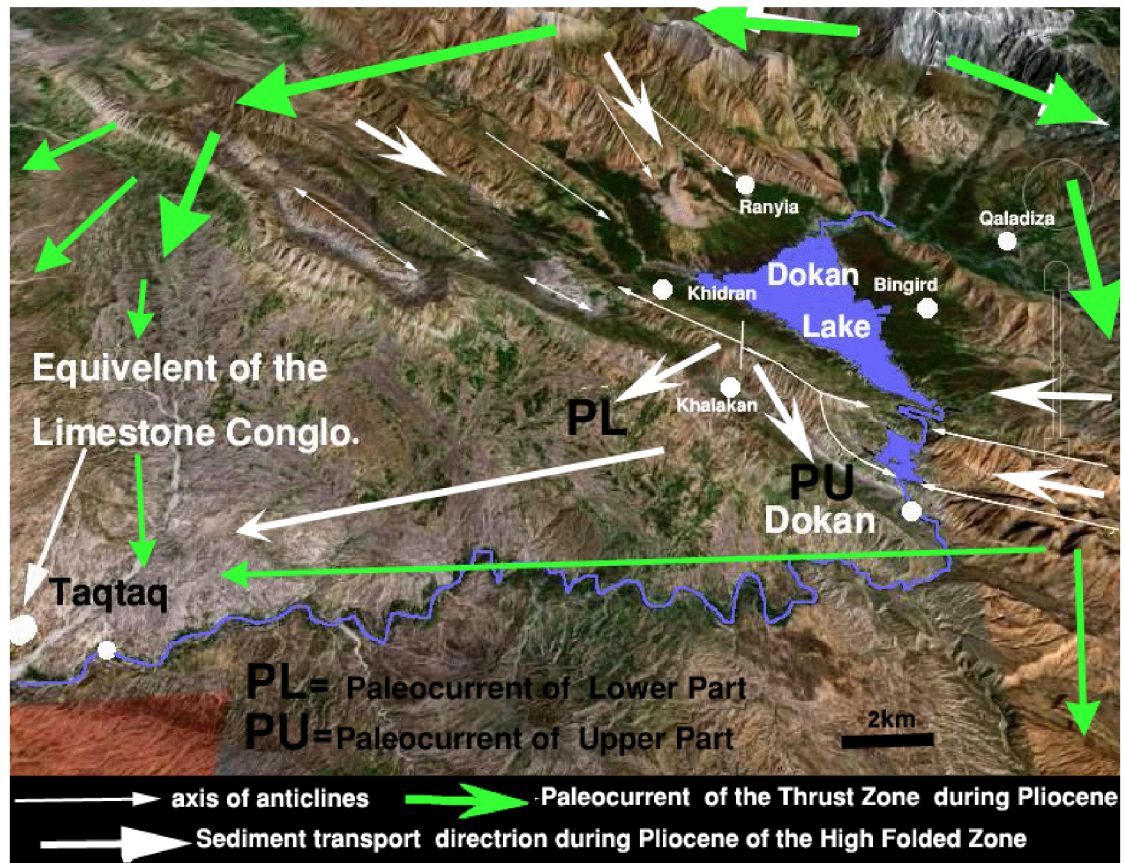 Ranyia
Qaladiza
Dokan
Khidran
Bingird
Lake
Equivelent of the
Khalakan
PL
Limestone Conglo.
PU
Dokan
Taqtaq
PL= Paleocurrent of Lower Part
PU=Paleocurrent of Upper Part
2km
axis of anticlines
Paleocurrent of the Thrust Zone during Pliocene
Sediment transport directrion during Pliocene of the High Folded Zone